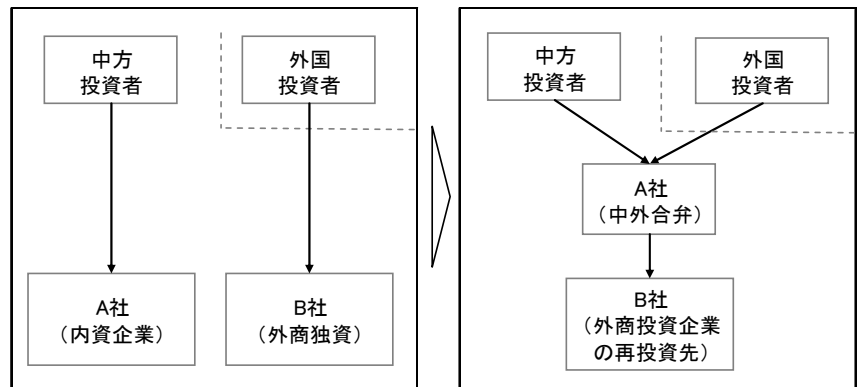 中方
投資者
外国
投資者
A社
（内資企業）
B社
（外商独資）
中方
投資者
外国
投資者
A社
（中外合弁）
B社
（外商投資企業
の再投資先）